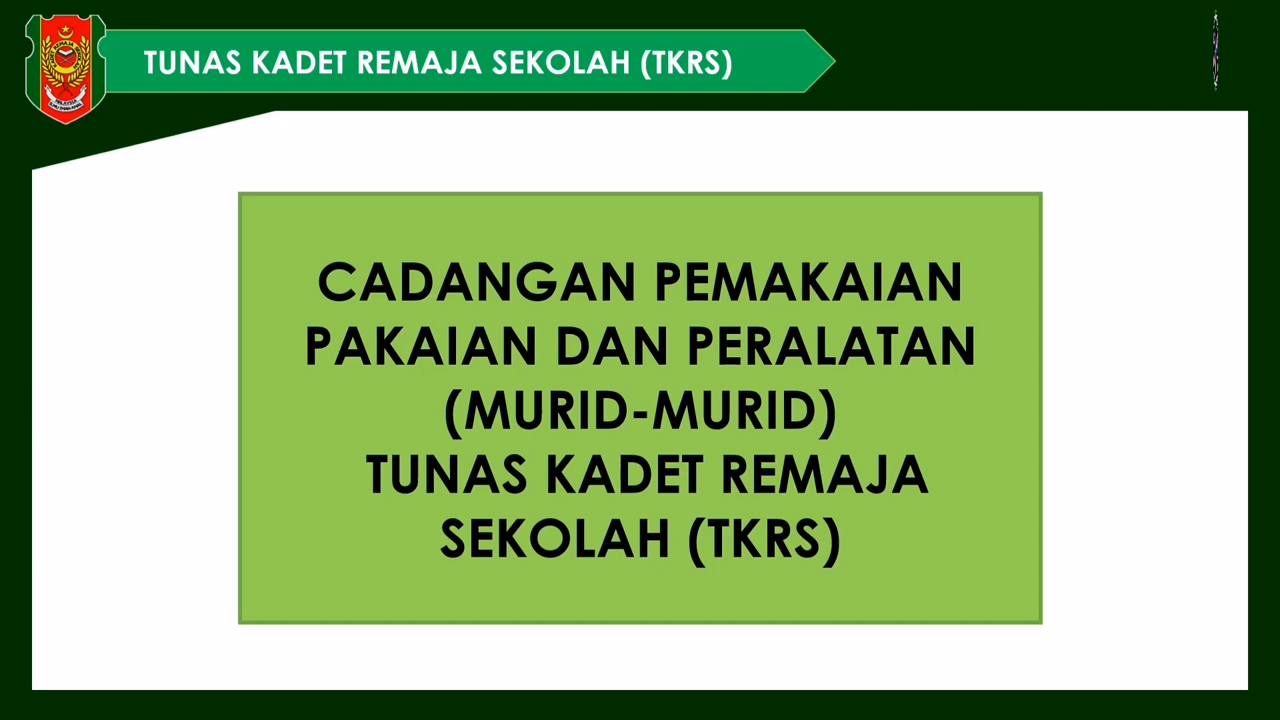 TUNAS KADET REMAJA SEKOLAH (TKRS)
CADANGAN PEMAKAIAN
PAKAIAN DAN PERALATAN
(MURID-MURID)
TUNAS KADET REMAJA
SEKOLAH (TKRS)